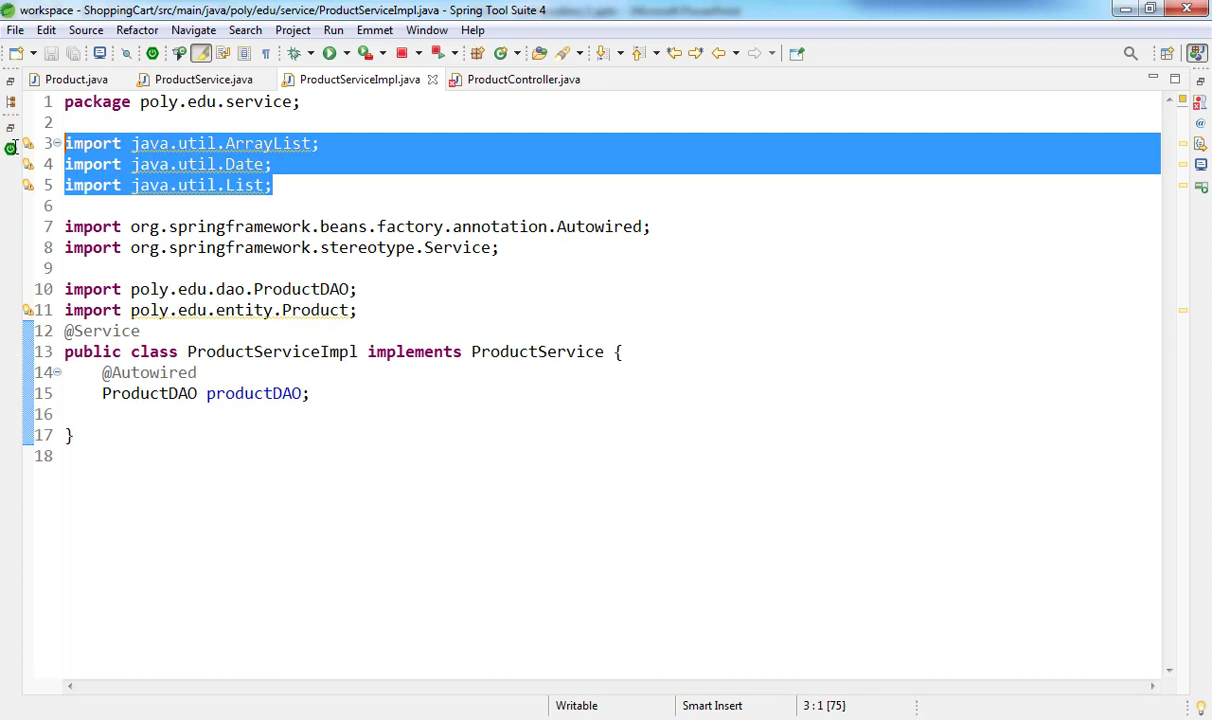 workspace - ShoppingCart/src/main/java/poly/edu/service/ProductServiceImpl.java - Spring Tool Suite 4
File Edit Source Refactor Navigate Search Project Run Emmet Window Help
Product.java ProductService.java ProductServiceImpl.java ProductController.java
1 package poly.edu.service;
2
3 import java.util.ArrayList;
4 import java.util.Date;
5 import java.util.List;
6
7 import org.springframework.beans.factory.annotation.Autowired;
8 import org.springframework.stereotype.Service;
9
10 import poly.edu.dao.ProductDAO;
11 import poly.edu.entity.Product;
12 @Service
13 public class ProductServiceImpl implements ProductService {
14 @Autowired
15 ProductDAO productDAO;
16
17 }
18
Writable Smart Insert 3 : 1 [75]